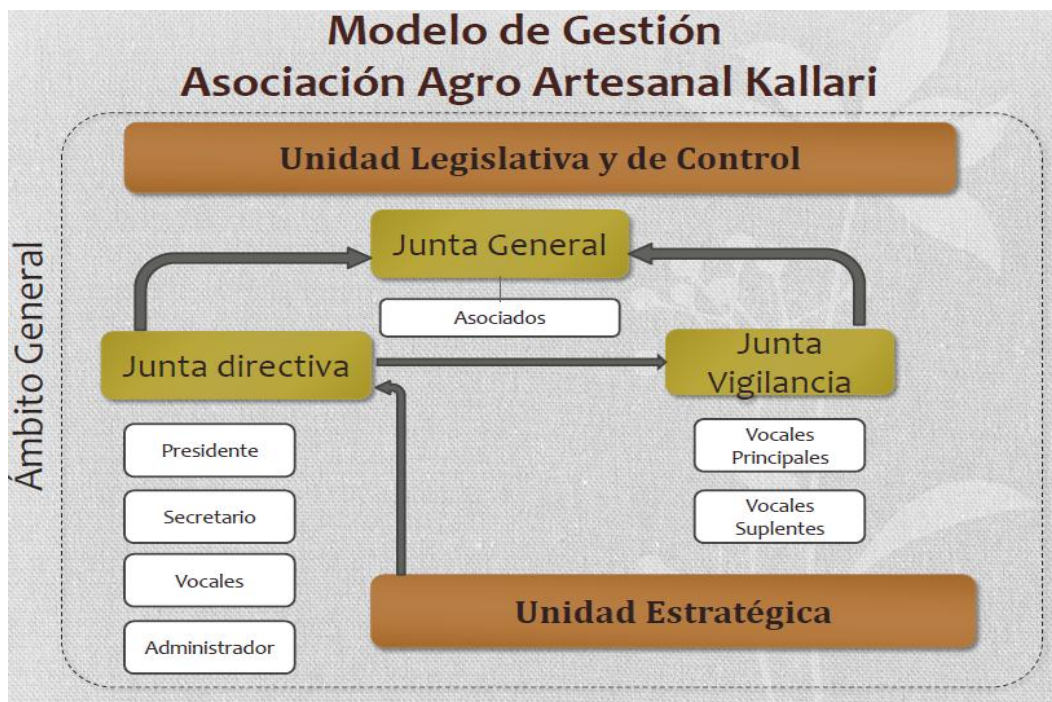 Modelo de Gestión
Asociación Agro Artesanal Kallari
Ámbito General
Unidad Legislativa y de Control
Junta General
Asociados
Junta directiva
Presidente
Secretario
Vocales
Administrador
Junta
Vigilancia
Vocales
Principales
Vocales
Suplentes
Unidad Estratégica